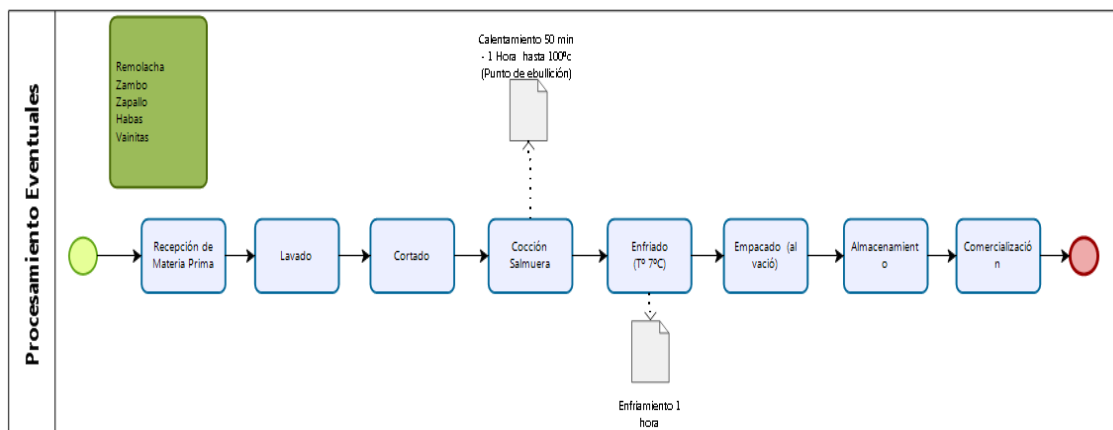 Procesamiento Eventuales
Remolacha
Zambo
Zapallo
Habas
Vainitas
Calentamiento 50 min
- 1 Hora hasta 100ºc
(Punto de ebullición)
Recepción de
Materia Prima
Lavado
Cortado
Cocción
Salmuera
Enfriado
(Tº 7ºC)
Empacado (al
vació)
Almacenamient
o
Comercializació
n
Enfriamiento 1
hora